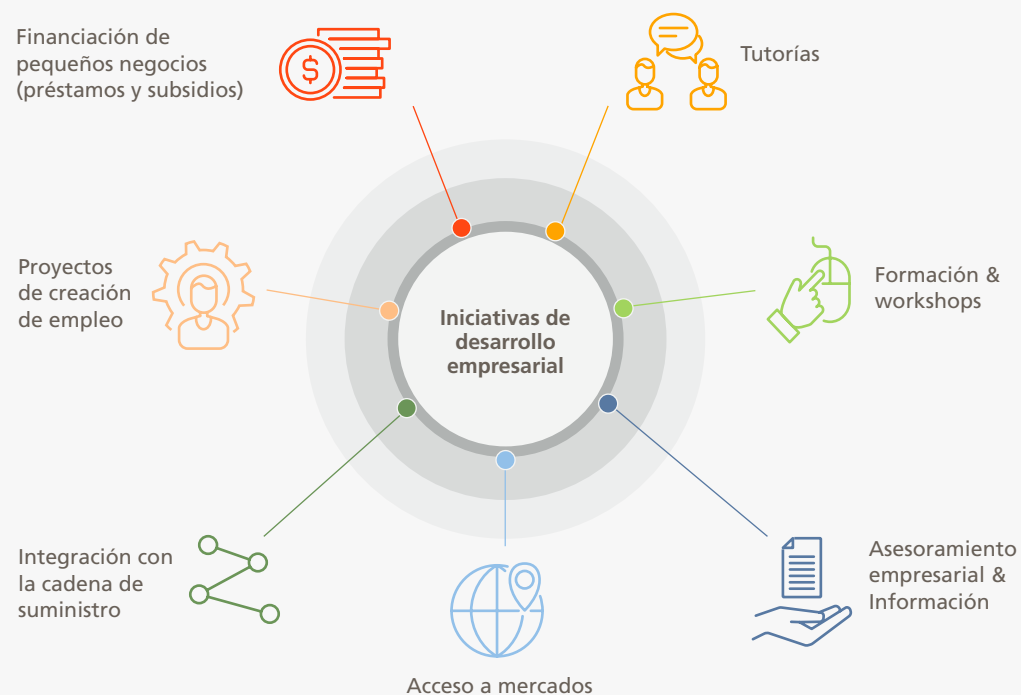 Financiación de
pequeños negocios
(préstamos y subsidios)
$
Tutorías
Proyectos
de creación
de empleo
Iniciativas de
desarrollo
empresarial
Formación &
workshops
Integración con
la cadena de
suministro
Asesoramiento
empresarial &
Información
Acceso a mercados